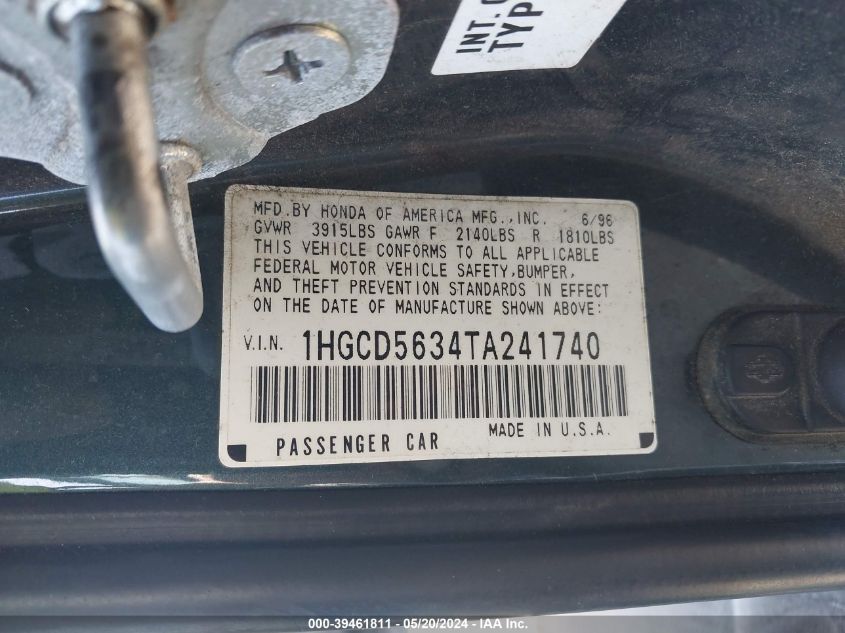 INT.C
TYP
MFD.BY HONDA OF AMERICA MFG.,INC. 6/96
GVWR 3915LBS GAWR F 2140LBS R 1810LBS
THIS VEHICLE CONFORMS TO ALL APPLICABLE
FEDERAL MOTOR VEHICLE SAFETY,BUMPER,
AND THEFT PREVENTION STANDARDS IN EFFECT
ON THE DATE OF MANUFACTURE SHOWN ABOVE:
V.I.N. 1HGCD5634TA241740
PASSENGER CAR MADE IN U.S.A.
000-39461811 - 05/20/2024 - IAA Inc.